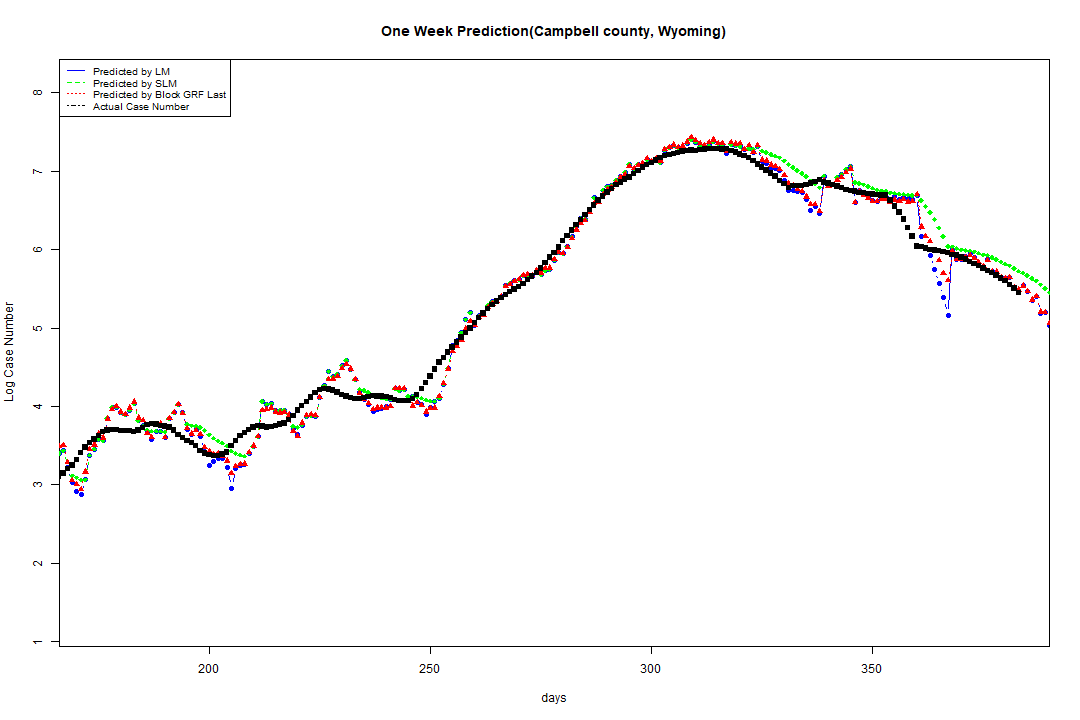 One Week Prediction(Campbell county, Wyoming)
Predicted by LM
Predicted by SLM
Predicted by Block GRF Last
Actual Case Number
8
7
6
5
4
3
2
1
Log Case Number
200 250 300 350
days